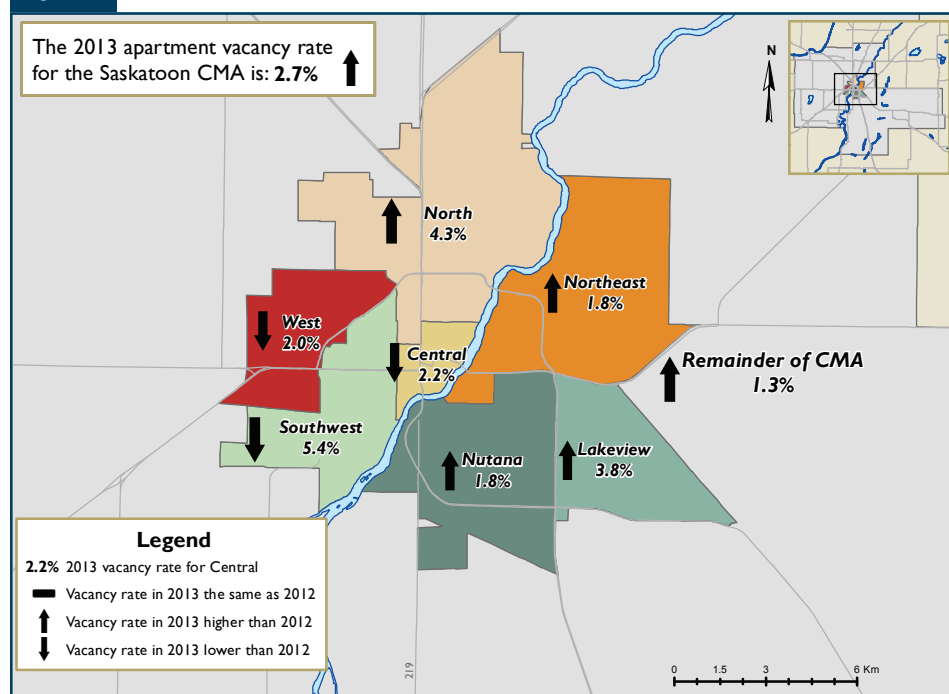 The 2013 apartment vacancy rate
for the Saskatoon CMA is: 2.7%
N
North
4.3%
Northeast
1.8%
West
2.0%
Central
2.2%
Remainder of CMA
1.3%
Southwest
5.4%
Nutana
1.8%
Lakeview
3.8%
Legend
2.2% 2013 vacancy rate for Central
Vacancy rate in 2013 the same as 2012
Vacancy rate in 2013 higher than 2012
Vacancy rate in 2013 lower than 2012
219
0 1.5 3 6 Km